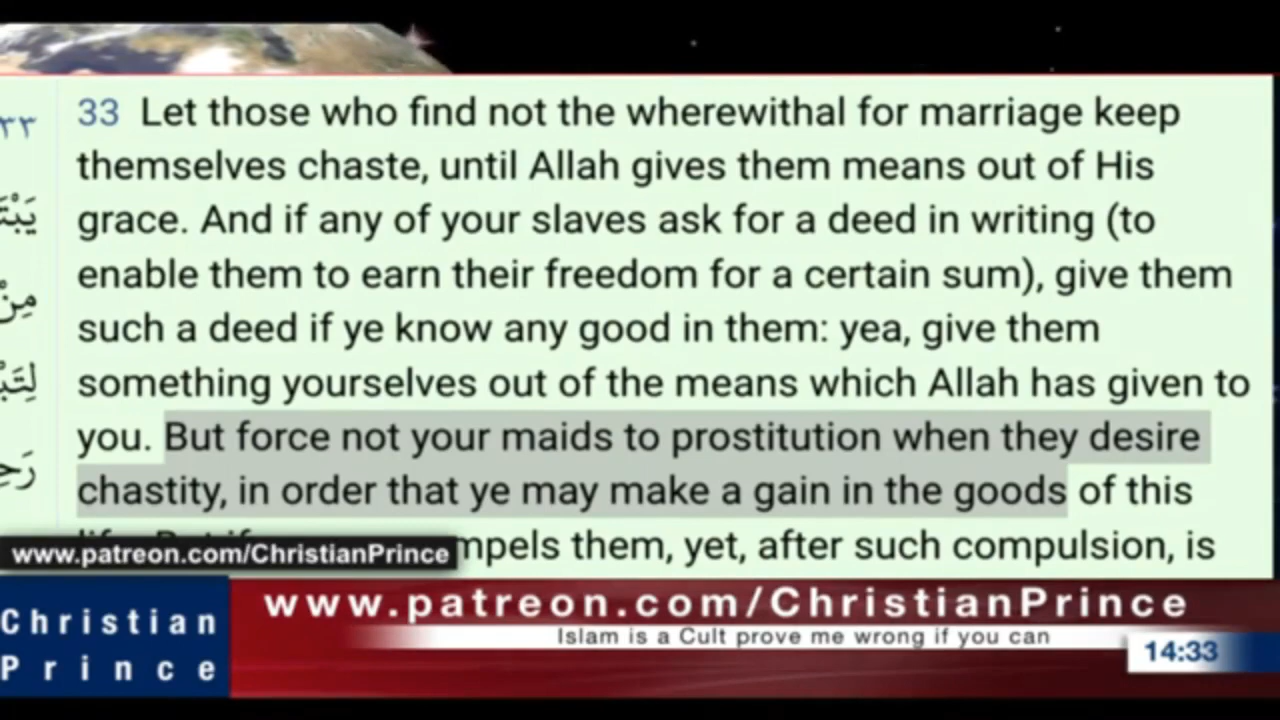 33 Let those who find not the wherewithal for marriage keep
themselves chaste, until Allah gives them means out of His
grace. And if any of your slaves ask for a deed in writing (to
enable them to earn their freedom for a certain sum), give them
such a deed if ye know any good in them: yea, give them
something yourselves out of the means which Allah has given to
you. But force not your maids to prostitution when they desire
chastity, in order that ye may make a gain in the goods of this
them, yet, after such compulsion, is
٣٣
مِنْ
www.patreon.com/ChristianPrince
www.patreon.com/ChristianPrince
Islam is a Cult prove me wrong if you can
Christian
Prince
14:33